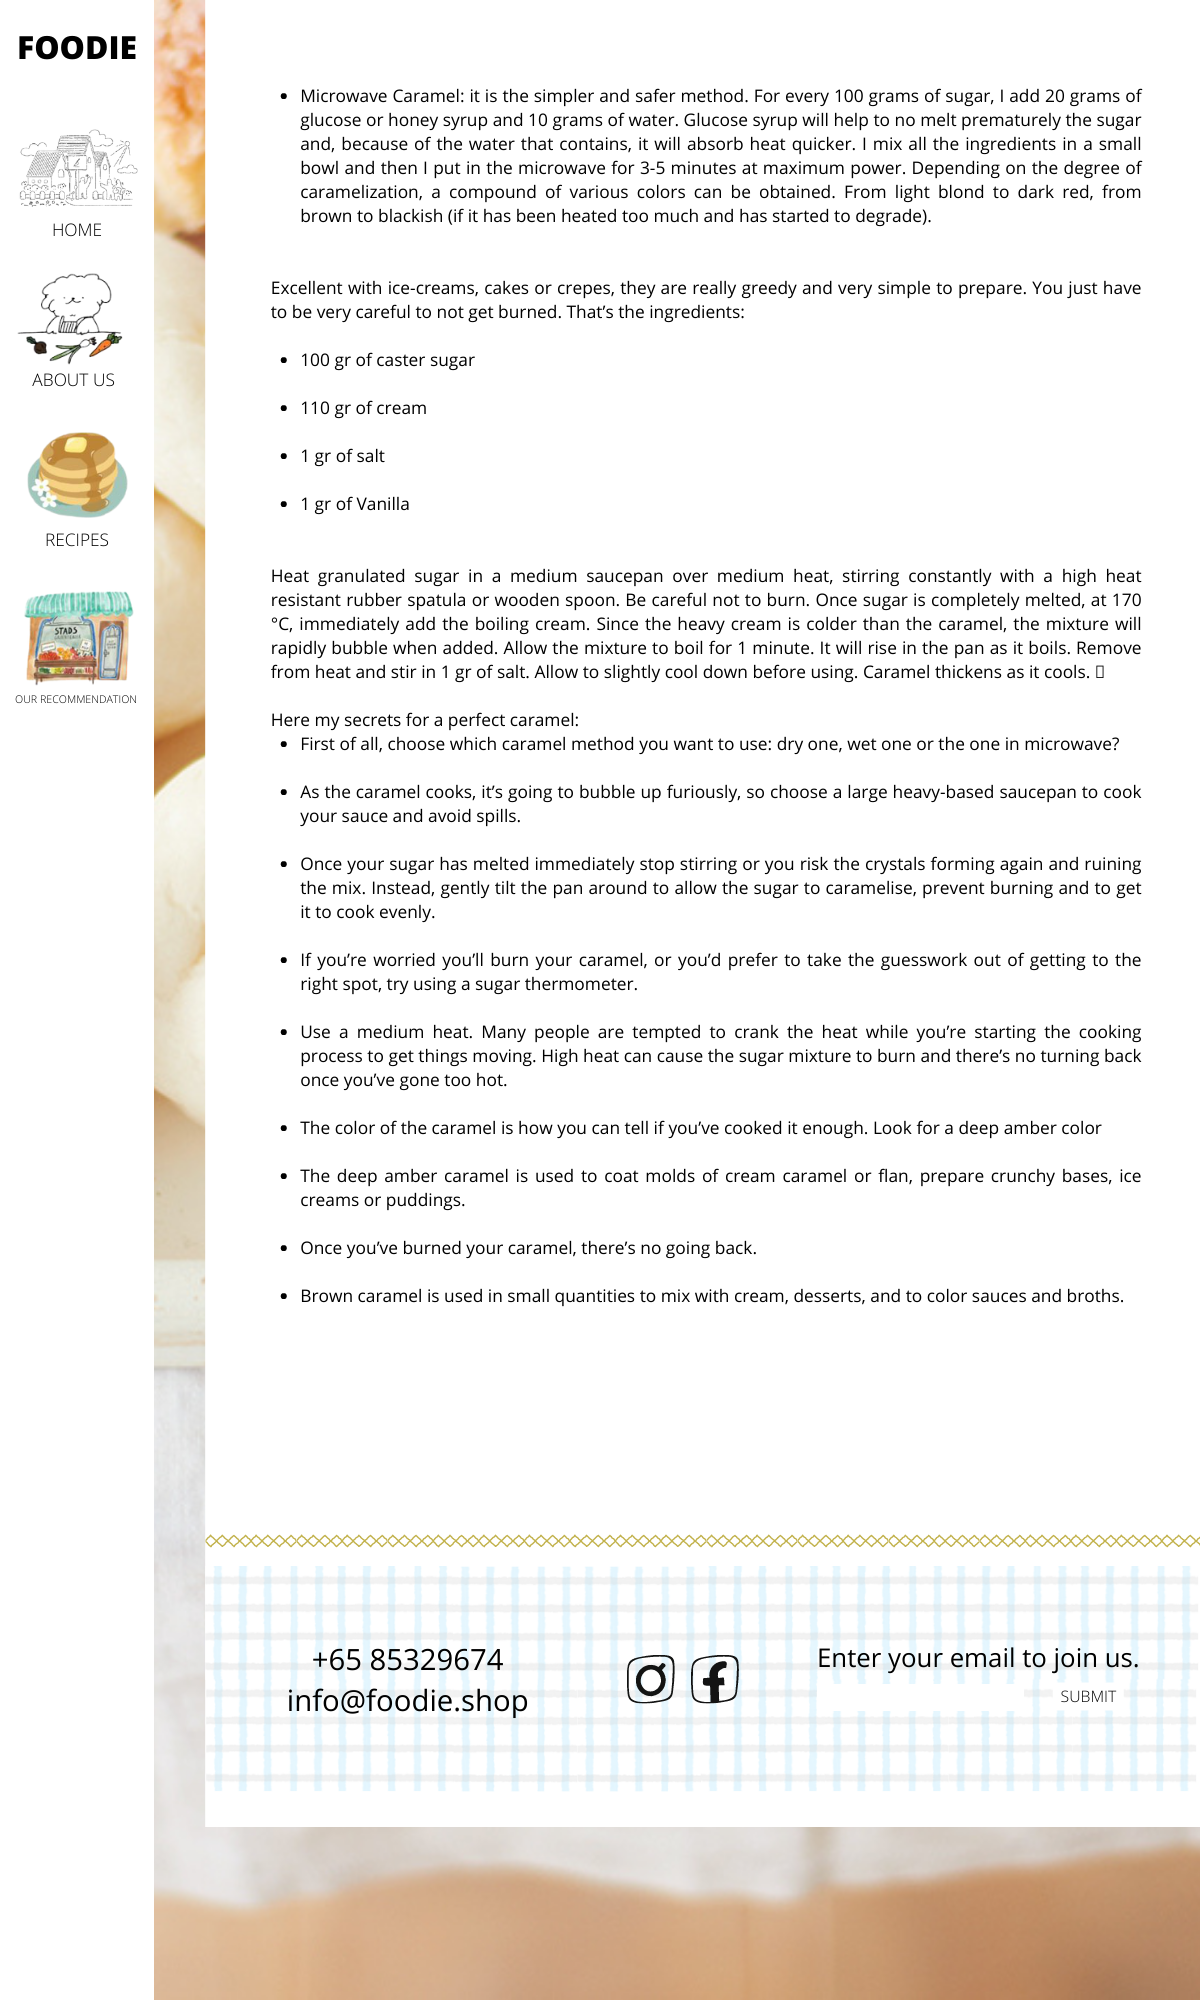 FOODIE
HOME
ABOUT US
RECIPES
STADS
OUR RECOMMENDATION
• Microwave Caramel: it is the simpler and safer method. For every 100 grams of sugar, I add 20 grams of
glucose or honey syrup and 10 grams of water. Glucose syrup will help to no melt prematurely the sugar
and, because of the water that contains, it will absorb heat quicker. I mix all the ingredients in a small
bowl and then I put in the microwave for 3-5 minutes at maximum power. Depending on the degree of
caramelization, a compound of various colors can be obtained. From light blond to dark red, from
brown to blackish (if it has been heated too much and has started to degrade).
Excellent with ice-creams, cakes or crepes, they are really greedy and very simple to prepare. You just have
to be very careful to not get burned. That’s the ingredients:
• 100 gr of caster sugar
• 110 gr of cream
• 1 gr of salt
• 1 gr of Vanilla
Heat granulated sugar in a medium saucepan over medium heat, stirring constantly with a high heat
resistant rubber spatula or wooden spoon. Be careful not to burn. Once sugar is completely melted, at 170
°C, immediately add the boiling cream. Since the heavy cream is colder than the caramel, the mixture will
rapidly bubble when added. Allow the mixture to boil for 1 minute. It will rise in the pan as it boils. Remove
from heat and stir in 1 gr of salt. Allow to slightly cool down before using. Caramel thickens as it cools.
Here my secrets for a perfect caramel:
• First of all, choose which caramel method you want to use: dry one, wet one or the one in microwave?
• As the caramel cooks, it’s going to bubble up furiously, so choose a large heavy-based saucepan to cook
your sauce and avoid spills.
• Once your sugar has melted immediately stop stirring or you risk the crystals forming again and ruining
the mix. Instead, gently tilt the pan around to allow the sugar to caramelise, prevent burning and to get
it to cook evenly.
• If you’re worried you’ll burn your caramel, or you’d prefer to take the guesswork out of getting to the
right spot, try using a sugar thermometer.
• Use a medium heat. Many people are tempted to crank the heat while you’re starting the cooking
process to get things moving. High heat can cause the sugar mixture to burn and there’s no turning back
once you’ve gone too hot.
• The color of the caramel is how you can tell if you’ve cooked it enough. Look for a deep amber color
• The deep amber caramel is used to coat molds of cream caramel or flan, prepare crunchy bases, ice
creams or puddings.
• Once you’ve burned your caramel, there’s no going back.
• Brown caramel is used in small quantities to mix with cream, desserts, and to color sauces and broths.
+65 85329674
info@foodie.shop
Enter your email to join us.
SUBMIT